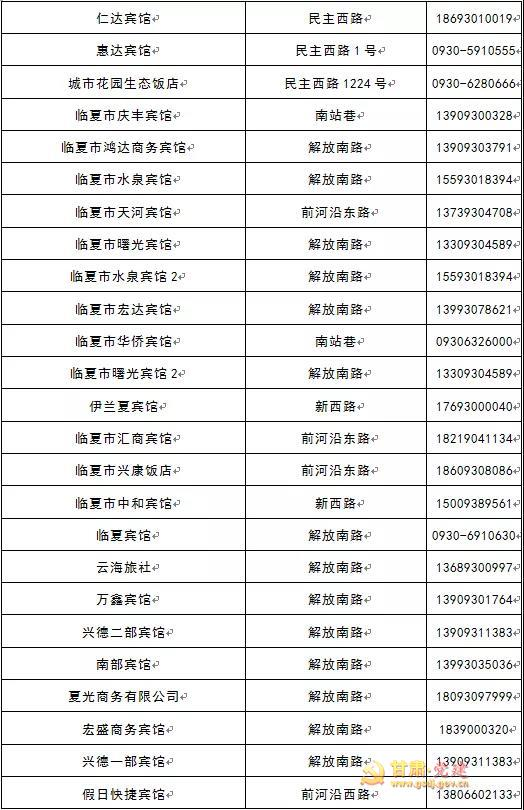 仁达宾馆 民主西路 18693010019
惠达宾馆 民主西路1号 0930-5910555
城市花园生态饭店 民主西路1224号 0930-6280666
临夏市庆丰宾馆 南站巷 13909300328
临夏市鸿达商务宾馆 解放南路 13909303791
临夏市水泉宾馆 解放南路 15593018394
临夏市天河宾馆 前河沿东路 13739304708
临夏市曙光宾馆 解放南路 13309304589
临夏市水泉宾馆2 解放南路 15593018394
临夏市宏达宾馆 解放南路 13993078621
临夏市华侨宾馆 南站巷 09306326000
临夏市曙光宾馆2 解放南路 13309304589
伊兰夏宾馆 新西路 17693000040
临夏市汇商宾馆 前河沿东路 18219041134
临夏市兴康饭店 前河沿东路 18609308086
临夏市中和宾馆 新西路 15009389561
临夏宾馆 解放南路 0930-6910630
云海旅社 解放南路 13689300997
万鑫宾馆 解放南路 13909301764
兴德二部宾馆 解放南路 13909311383
南部宾馆 解放南路 13993035036
夏光商务有限公司 解放南路 18093097999
宏盛商务宾馆 解放南路 1839000320
兴德一部宾馆 解放南路 13909311383
假日快捷宾馆 前河沿西路 13806602133
甘肃·党建
www.gsdj.gov.cn